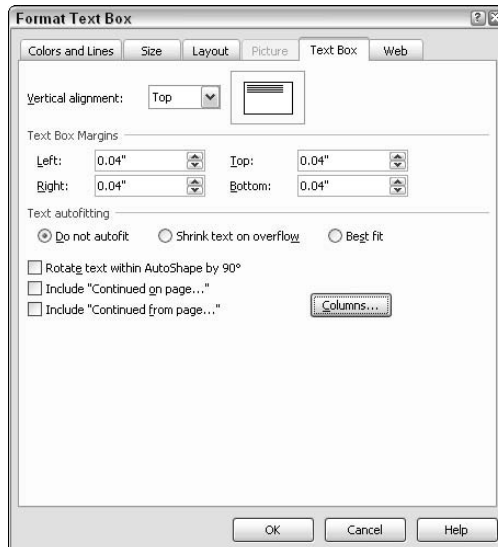 Format Text Box
Colors and Lines Size Layout Picture Text Box Web
Vertical alignment: Top
Text Box Margins
Left: 0.04" Top: 0.04"
Right: 0.04" Bottom: 0.04"
Text autofitting
Do not autofit Shrink text on overflow Best fit
Rotate text within AutoShape by 90°
Include "Continued on page..."
Include "Continued from page..." Columns...
OK Cancel Help